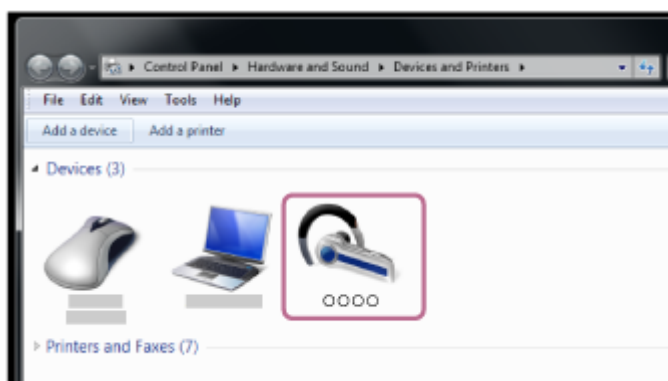 Control Panel ▸ Hardware and Sound ▸ Devices and Printers ▸
File Edit View Tools Help
Add a device Add a printer
Devices (3)
○○○○
Printers and Faxes (7)